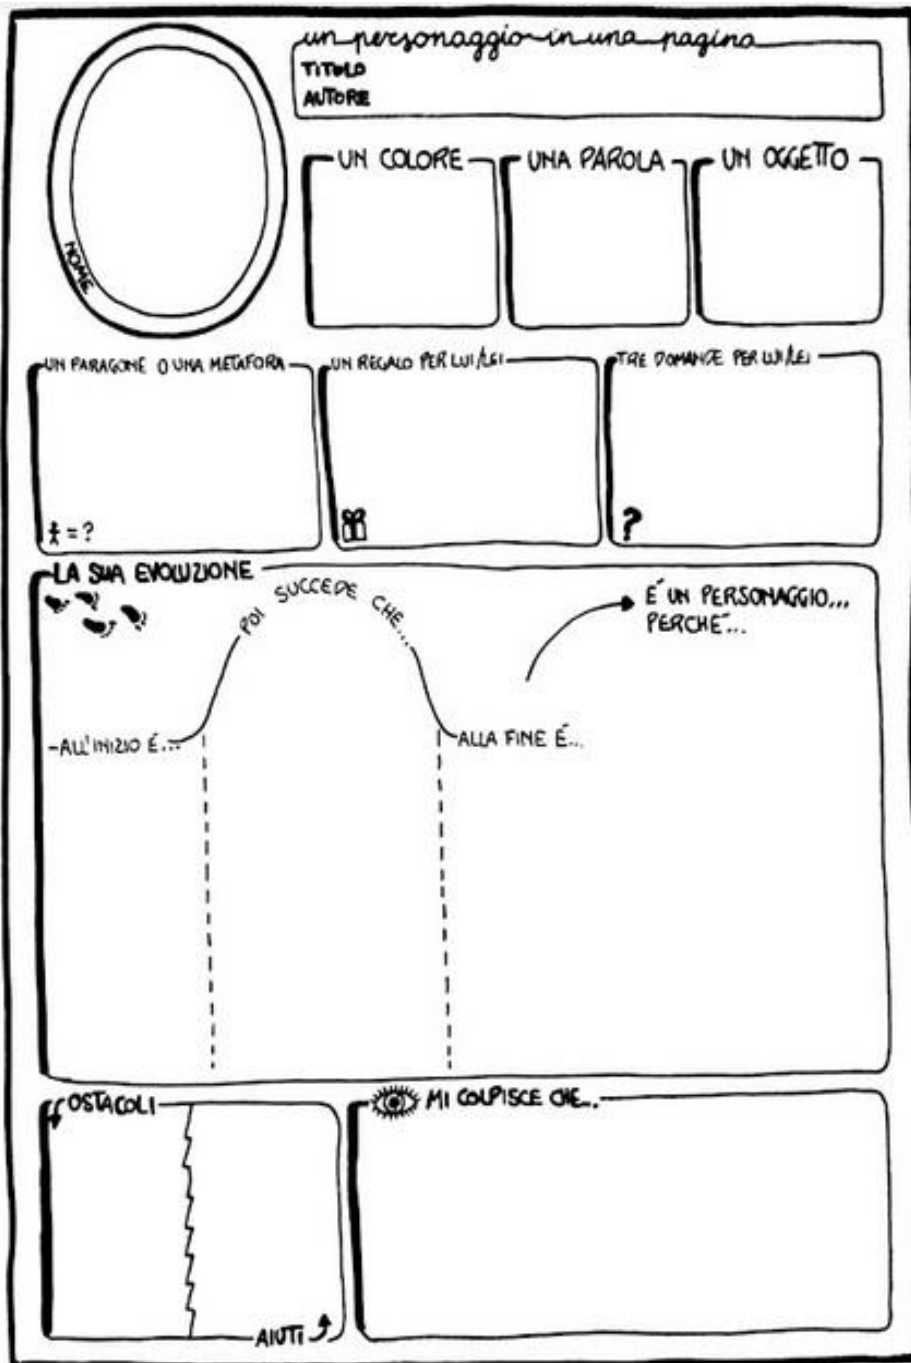 un personaggio in una pagina
TITOLO
AUTORE
NOME
UN COLORE
UNA PAROLA
UN OGGETTO
UN PARAGONE O UNA METAFORA
UN REGALO PER LUI/LEI
TRE DOMANDE PER LUI/LEI
= ?
?
LA SUA EVOLUZIONE
POI SUCCEDE CHE...
É UN PERSONAGGIO...
PERCHÉ...
-ALL'INIZIO É...
ALLA FINE É...
OSTACOLI
MI COLPISCE CHE...
AIUTI